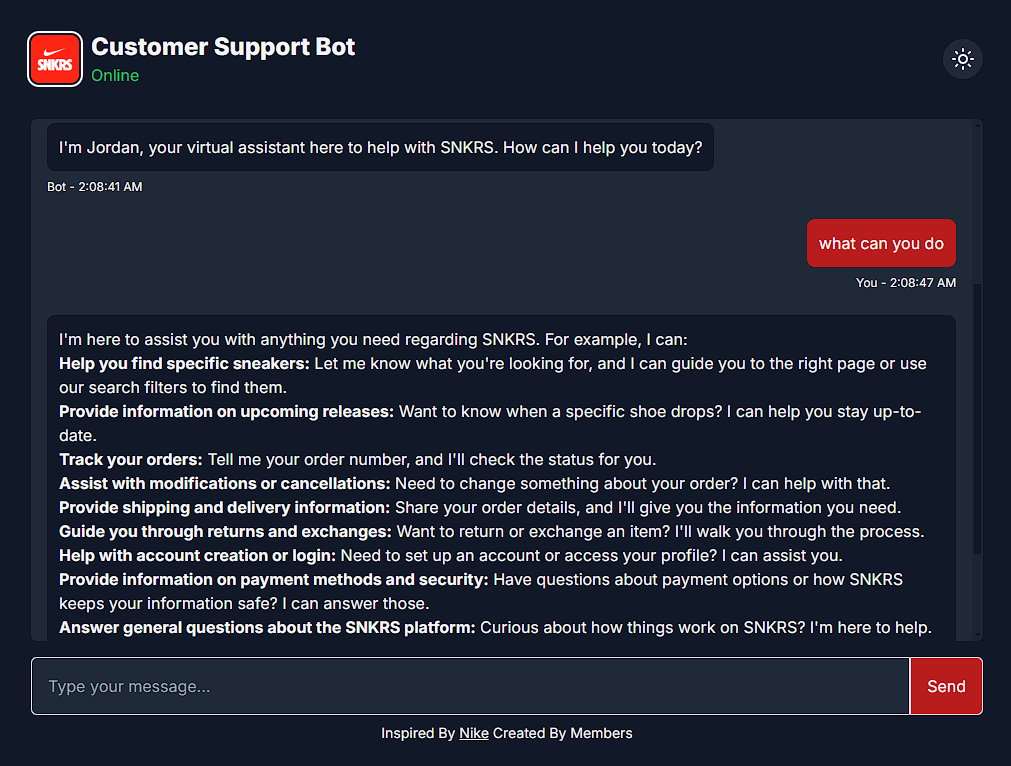 SNKRS
Customer Support Bot
Online
I'm Jordan, your virtual assistant here to help with SNKRS. How can I help you today?
Bot - 2:08:41 AM
what can you do
You - 2:08:47 AM
I'm here to assist you with anything you need regarding SNKRS. For example, I can:
Help you find specific sneakers: Let me know what you're looking for, and I can guide you to the right page or use
our search filters to find them.
Provide information on upcoming releases: Want to know when a specific shoe drops? I can help you stay up-to-
date.
Track your orders: Tell me your order number, and I'll check the status for you.
Assist with modifications or cancellations: Need to change something about your order? I can help with that.
Provide shipping and delivery information: Share your order details, and I'll give you the information you need.
Guide you through returns and exchanges: Want to return or exchange an item? I'll walk you through the process.
Help with account creation or login: Need to set up an account or access your profile? I can assist you.
Provide information on payment methods and security: Have questions about payment options or how SNKRS
keeps your information safe? I can answer those.
Answer general questions about the SNKRS platform: Curious about how things work on SNKRS? I'm here to help.
Type your message...
Send
Inspired By Nike Created By Members